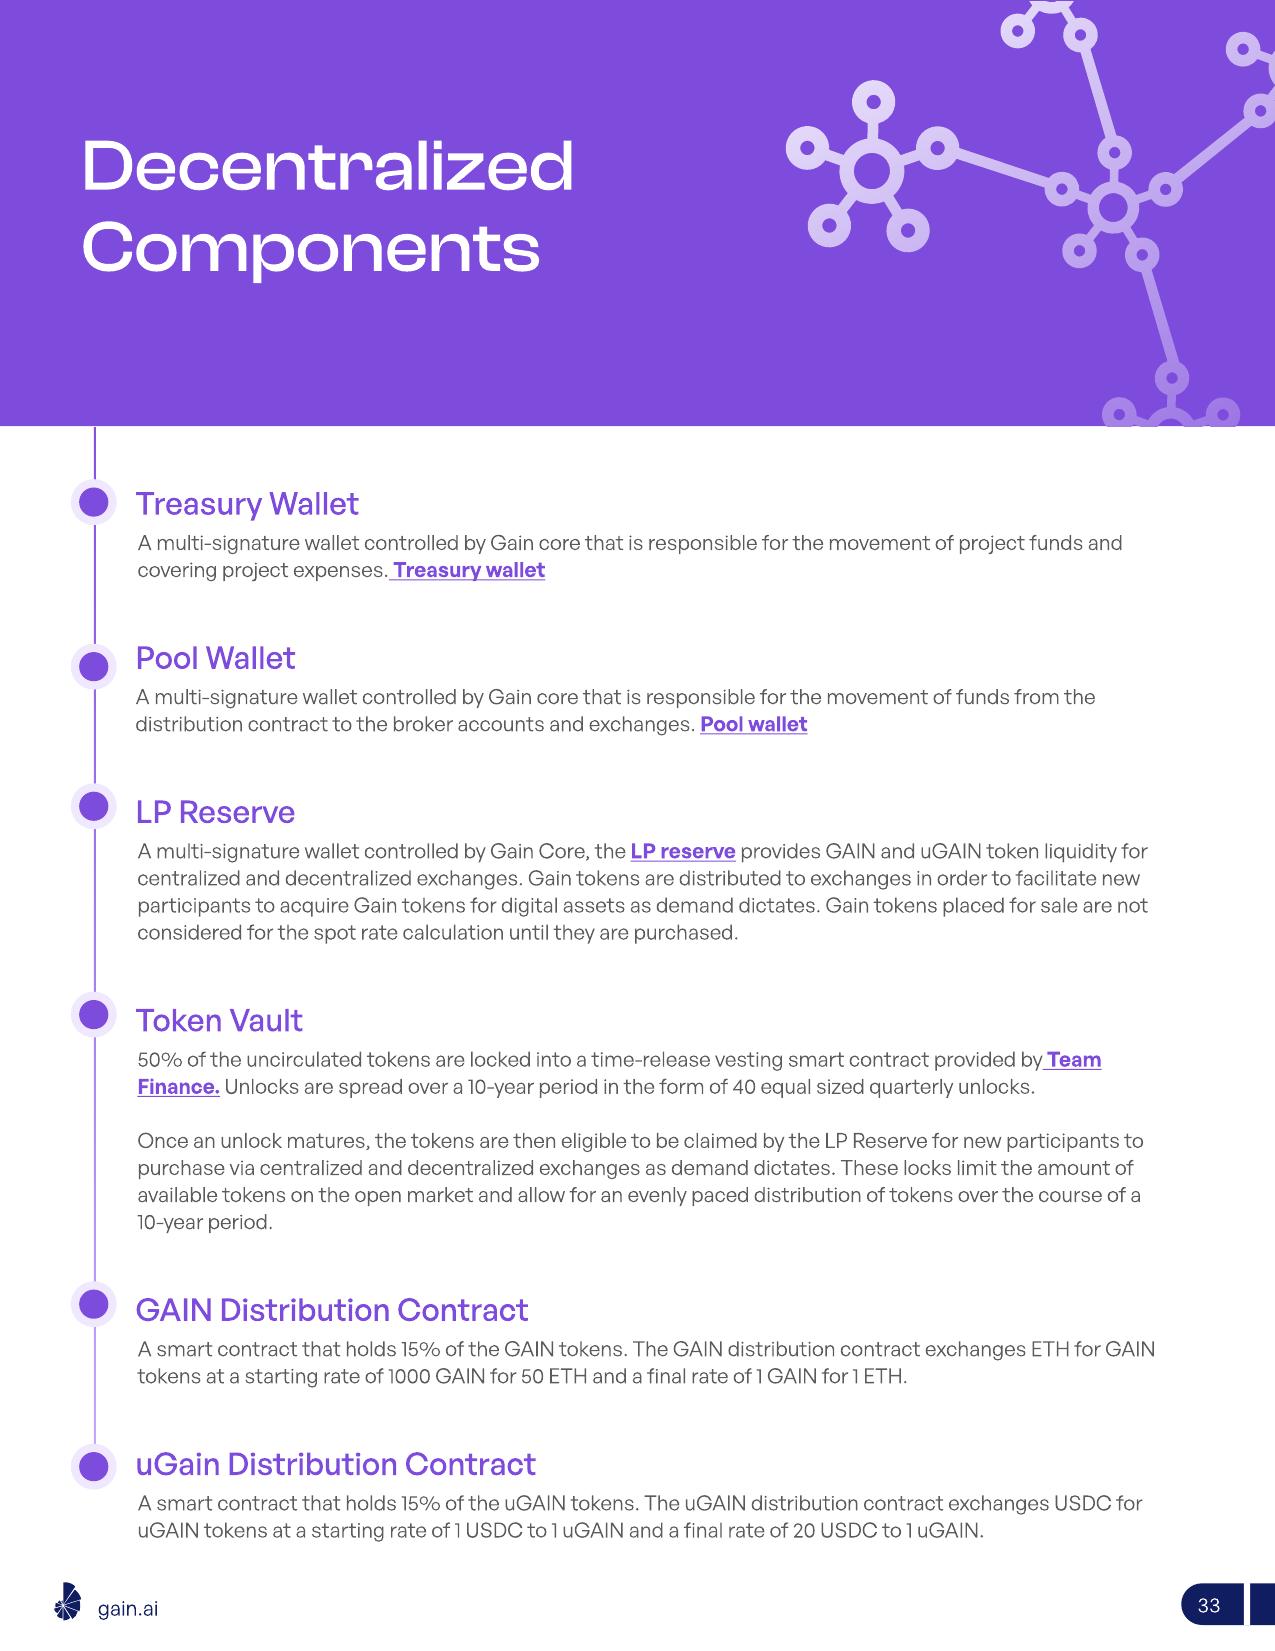 Decentralized
Components
Treasury Wallet
A multi-signature wallet controlled by Gain core that is responsible for the movement of project funds and
covering project expenses. Treasury wallet
Pool Wallet
A multi-signature wallet controlled by Gain core that is responsible for the movement of funds from the
distribution contract to the broker accounts and exchanges. Pool wallet
LP Reserve
A multi-signature wallet controlled by Gain Core, the LP reserve provides GAIN and uGAIN token liquidity for
centralized and decentralized exchanges. Gain tokens are distributed to exchanges in order to facilitate new
participants to acquire Gain tokens for digital assets as demand dictates. Gain tokens placed for sale are not
considered for the spot rate calculation until they are purchased.
Token Vault
50% of the uncirculated tokens are locked into a time-release vesting smart contract provided by Team
Finance. Unlocks are spread over a 10-year period in the form of 40 equal sized quarterly unlocks.
Once an unlock matures, the tokens are then eligible to be claimed by the LP Reserve for new participants to
purchase via centralized and decentralized exchanges as demand dictates. These locks limit the amount of
available tokens on the open market and allow for an evenly paced distribution of tokens over the course of a
10-year period.
GAIN Distribution Contract
A smart contract that holds 15% of the GAIN tokens. The GAIN distribution contract exchanges ETH for GAIN
tokens at a starting rate of 1000 GAIN for 50 ETH and a final rate of 1 GAIN for 1 ETH.
uGain Distribution Contract
A smart contract that holds 15% of the uGAIN tokens. The uGAIN distribution contract exchanges USDC for
uGAIN tokens at a starting rate of 1 USDC to 1 uGAIN and a final rate of 20 USDC to 1 uGAIN.
gain.ai
33